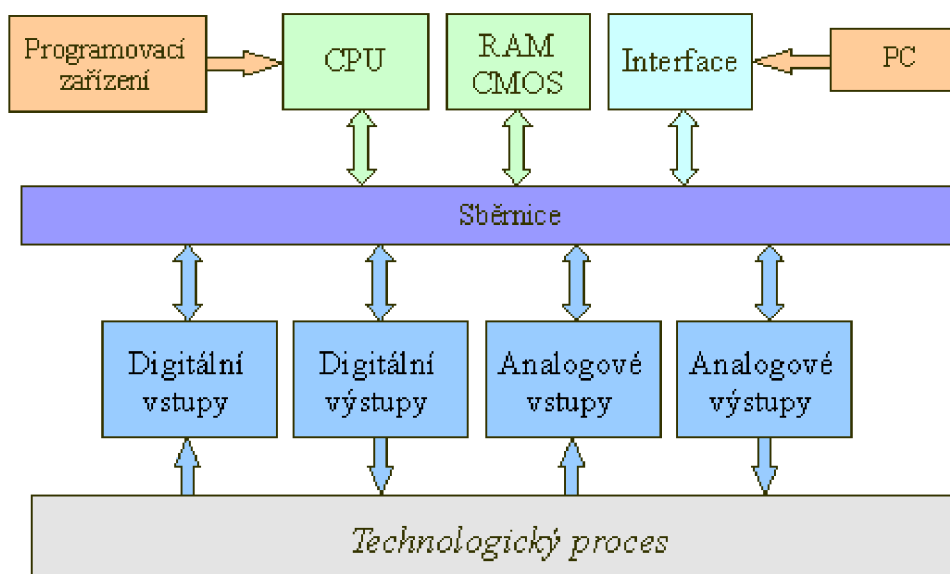 Programovací
zařízení
CPU
RAM
CMOS
Interface
PC
Sběrnice
Digitální
vstupy
Digitální
výstupy
Analogové
vstupy
Analogové
výstupy
Technologický proces